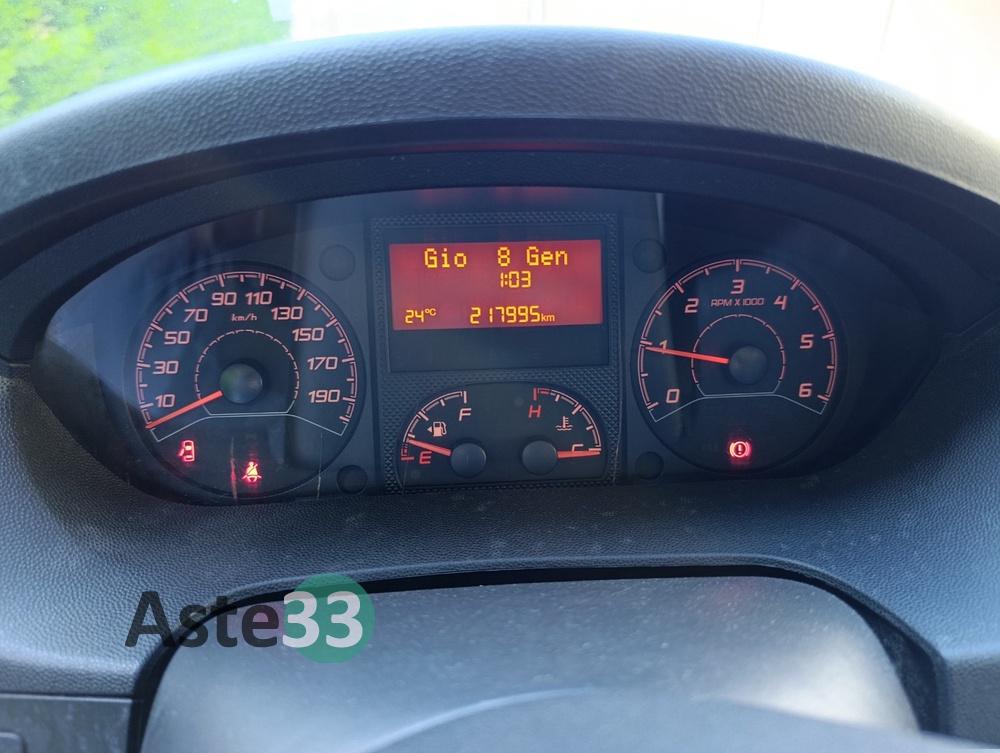 Gio 8 Gen
1:03
24°C 217995km
10 30 50 70 90 110 130 150 170 190
km/h
0 1 2 3 4 5 6
RPM X 1000
E F
H C
Aste33